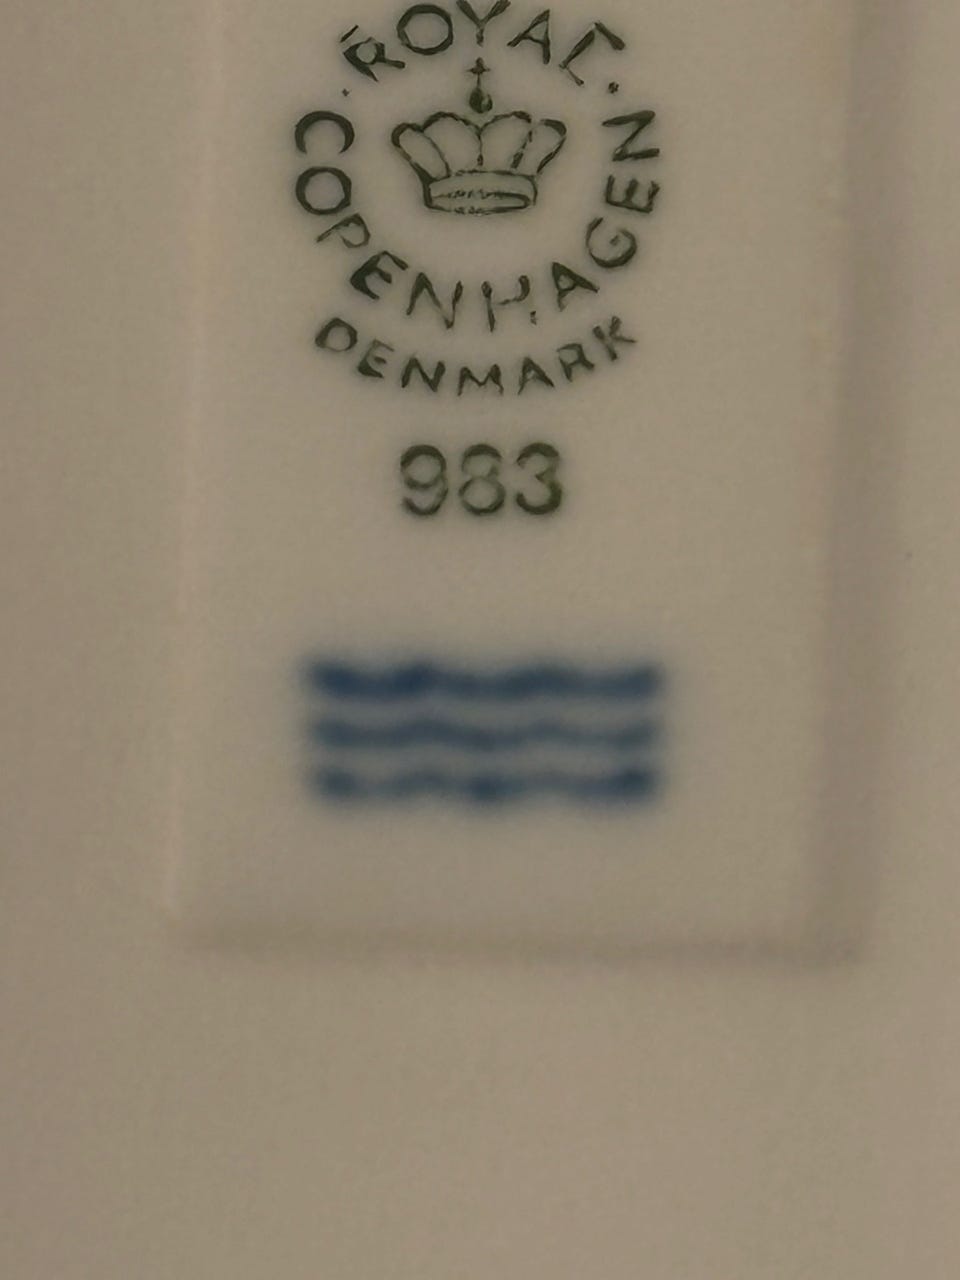 ROYAL
COPENHAGEN
DENMARK
983